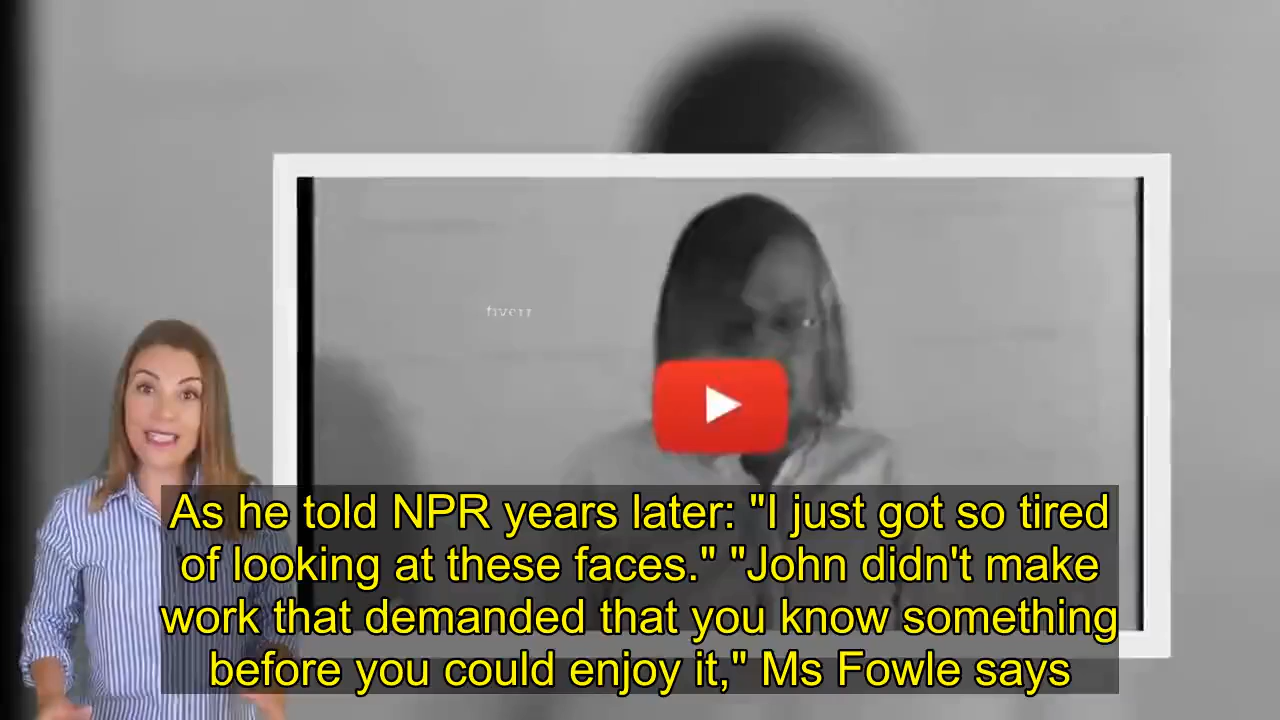 fiverr
As he told NPR years later: "I just got so tired
of looking at these faces." "John didn't make
work that demanded that you know something
before you could enjoy it," Ms Fowle says